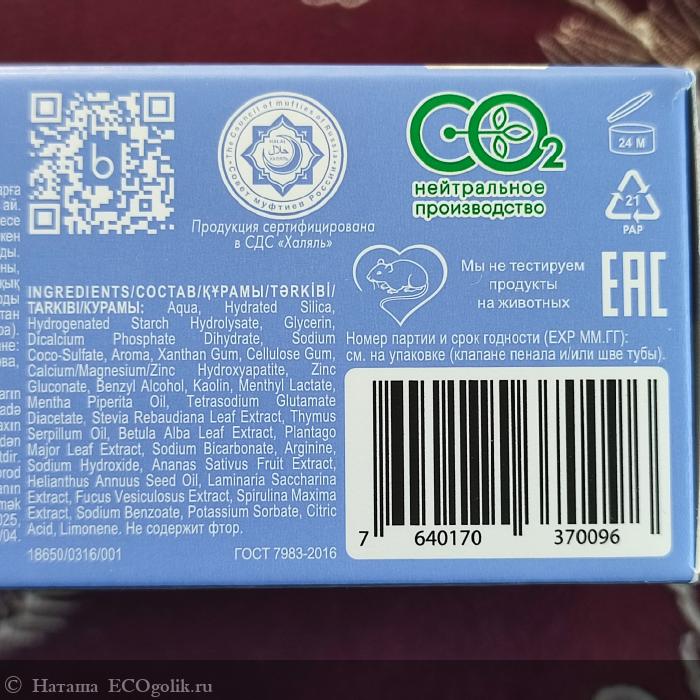 The Council of mufties of Russia
HALAL
حلال
ХАЛЯЛЬ
Совет муфтиев России
Продукция сертифицирована
в СДС «Халяль»
CO2
нейтральное
производство
24 M
21
PAP
Мы не тестируем
продукты
на животных
EAC
INGREDIENTS/СОСТАВ/ҚҰРАМЫ/TƏRKİBİ/
TARKIBI/КУРАМЫ: Aqua, Hydrated Silica,
Hydrogenated Starch Hydrolysate, Glycerin,
Dicalcium Phosphate Dihydrate, Sodium
Coco-Sulfate, Aroma, Xanthan Gum, Cellulose Gum,
Calcium/Magnesium/Zinc Hydroxyapatite, Zinc
Gluconate, Benzyl Alcohol, Kaolin, Menthyl Lactate,
Mentha Piperita Oil, Tetrasodium Glutamate
Diacetate, Stevia Rebaudiana Leaf Extract, Thymus
Serpillum Oil, Betula Alba Leaf Extract, Plantago
Major Leaf Extract, Sodium Bicarbonate, Arginine,
Sodium Hydroxide, Ananas Sativus Fruit Extract,
Helianthus Annuus Seed Oil, Laminaria Saccharina
Extract, Fucus Vesiculosus Extract, Spirulina Maxima
Extract, Sodium Benzoate, Potassium Sorbate, Citric
Acid, Limonene. Не содержит фтор.
18650/0316/001 ГОСТ 7983-2016
Номер партии и срок годности (EXP ММ.ГГ):
см. на упаковке (клапане пенала и/или шве тубы).
7 640170 370096
© Наташа ECOgolik.ru